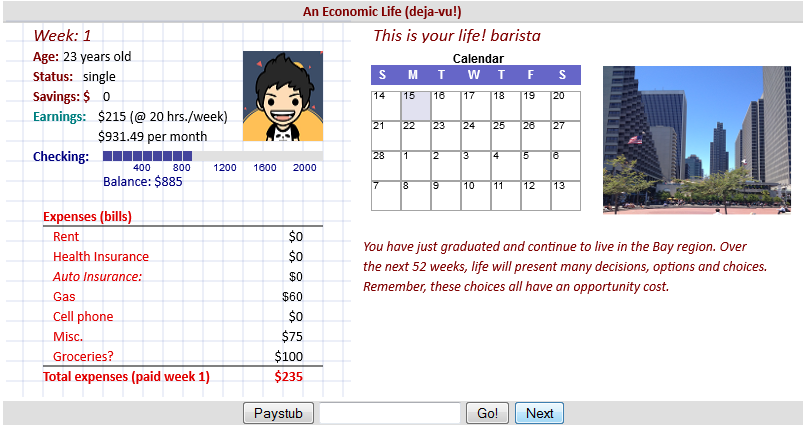 An Economic Life (deja-vu!)
Week: 1
Age: 23 years old
Status: single
Savings: $ 0
Earnings: $215 (@ 20 hrs./week)
$931.49 per month
Checking:
400 800 1200 1600 2000
Balance: $885
Expenses (bills)
Rent $0
Health Insurance $0
Auto Insurance: $0
Gas $60
Cell phone $0
Misc. $75
Groceries? $100
Total expenses (paid week 1) $235
This is your life! barista
Calendar
S M T W T F S
14 15 16 17 18 19 20
21 22 23 24 25 26 27
28 1 2 3 4 5 6
7 8 9 10 11 12 13
You have just graduated and continue to live in the Bay region. Over
the next 52 weeks, life will present many decisions, options and choices.
Remember, these choices all have an opportunity cost.
Paystub Go! Next